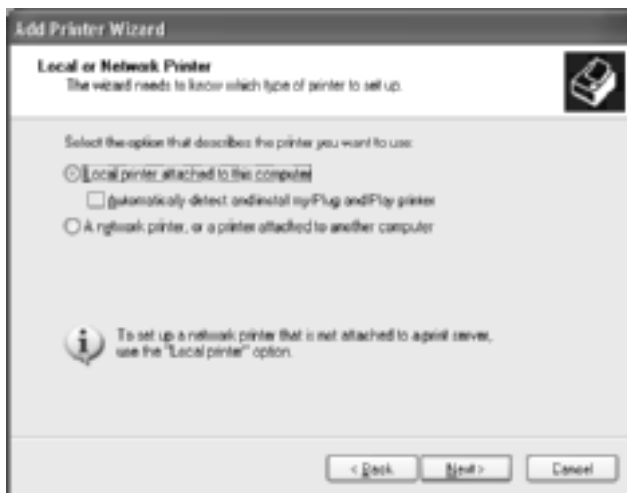 Add Printer Wizard
Local or Network Printer
The wizard needs to know which type of printer to set up.
Select the option that describes the printer you want to use:
Local printer attached to this computer
Automatically detect and install my Plug and Play printer
A network printer, or a printer attached to another computer
To set up a network printer that is not attached to a print server,
use the "Local printer" option.
< Back Next > Cancel